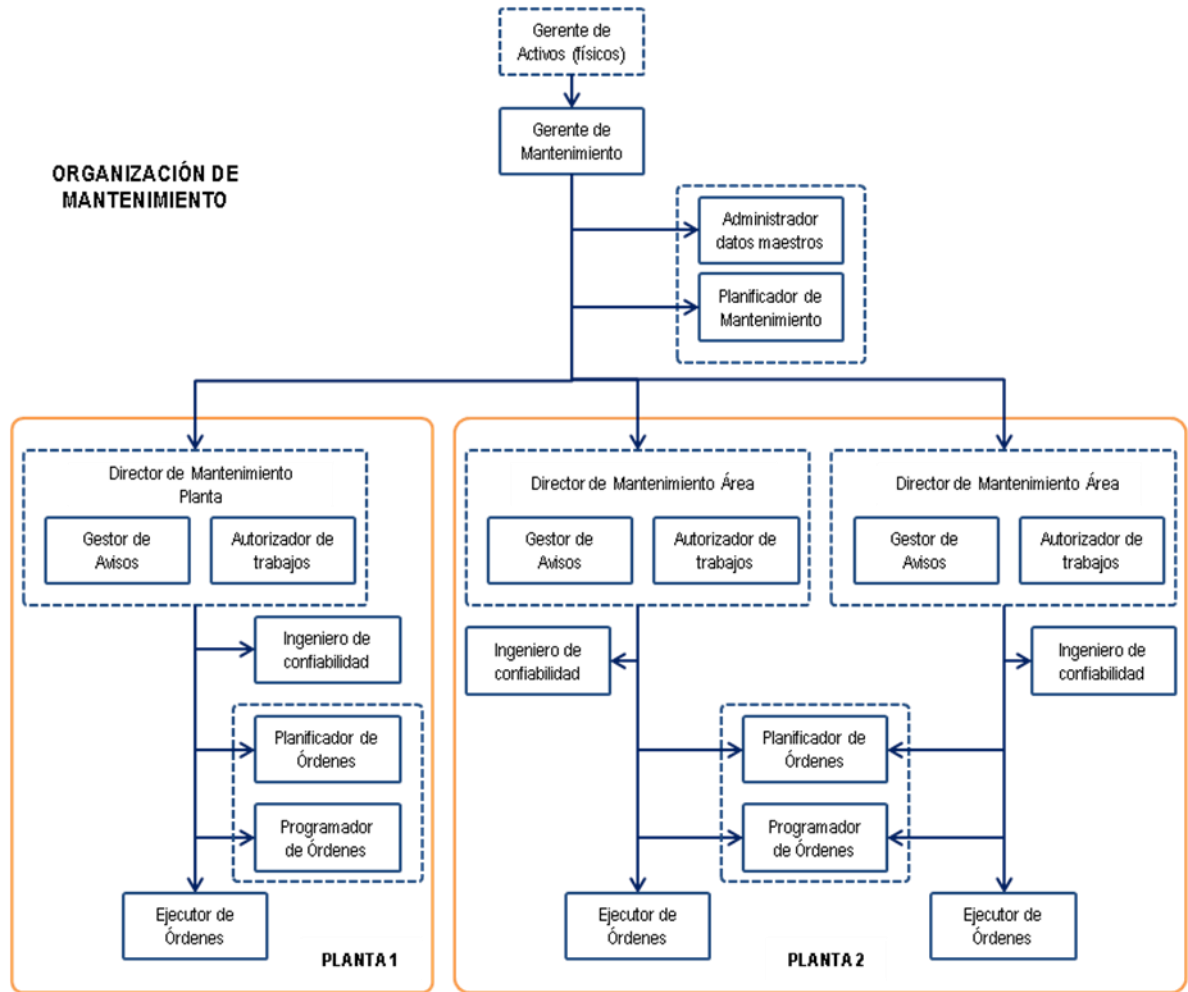 Gerente de
Activos (físicos)
Gerente de
Mantenimiento
ORGANIZACIÓN DE
MANTENIMIENTO
Administrador
datos maestros
Planificador de
Mantenimiento
Director de Mantenimiento
Planta
Gestor de
Avisos
Autorizador de
trabajos
Director de Mantenimiento Área
Gestor de
Avisos
Autorizador de
trabajos
Director de Mantenimiento Área
Gestor de
Avisos
Autorizador de
trabajos
Ingeniero de
confiabilidad
Ingeniero de
confiabilidad
Ingeniero de
confiabilidad
Planificador de
Órdenes
Planificador de
Órdenes
Programador
de Órdenes
Programador
de Órdenes
Ejecutor de
Órdenes
Ejecutor de
Órdenes
Ejecutor de
Órdenes
PLANTA 1
PLANTA 2